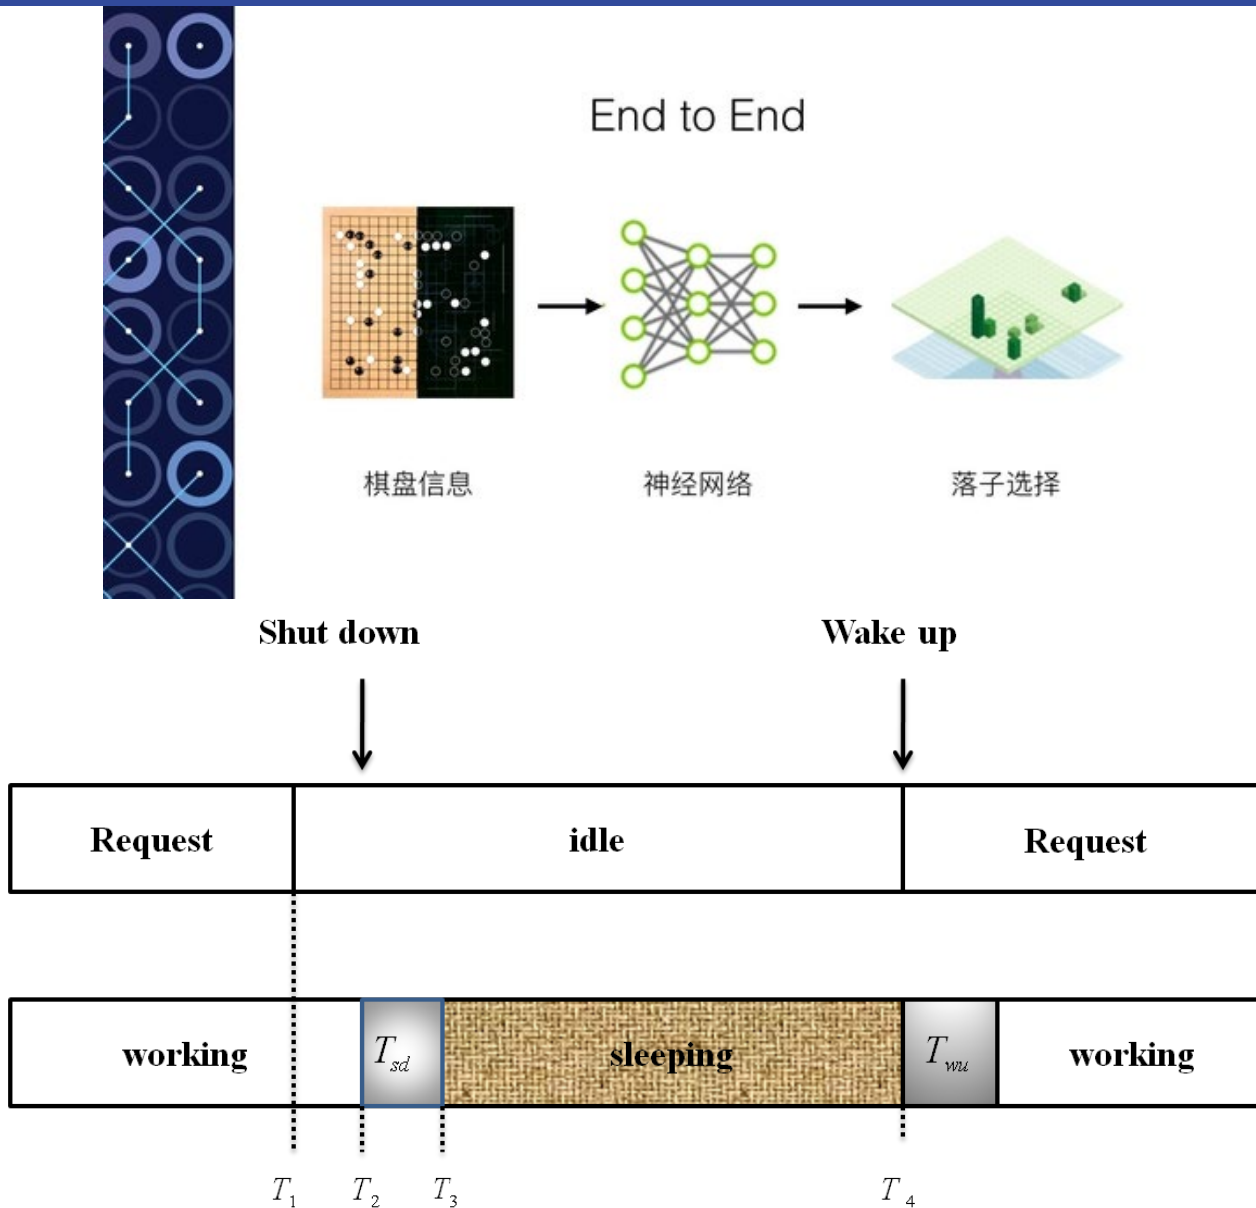 End to End
棋盘信息 神经网络 落子选择
Shut down Wake up
Request idle Request
working T_sd sleeping T_wu working
T_1 T_2 T_3 T_4